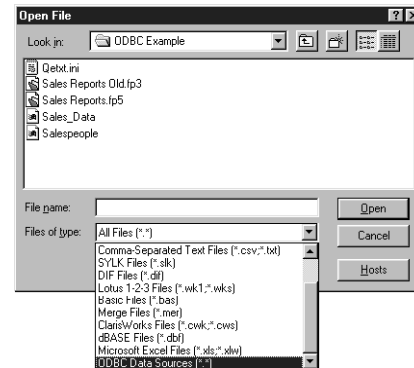 Open File
Look in: ODBC Example
Qetxt.ini
Sales Reports Old.fp3
Sales Reports.fp5
Sales_Data
Salespeople
File name:
Open
Files of type: All Files (*.*)
Cancel
Comma-Separated Text Files (*.csv;*.txt)
SYLK Files (*.slk)
DIF Files (*.dif)
Lotus 1-2-3 Files (*.wk1;*.wks)
Hosts
Basic Files (*.bas)
Merge Files (*.mer)
ClarisWorks Files (*.cwk;*.cws)
dBASE Files (*.dbf)
Microsoft Excel Files (*.xls;*.xlw)
ODBC Data Sources (*.*)